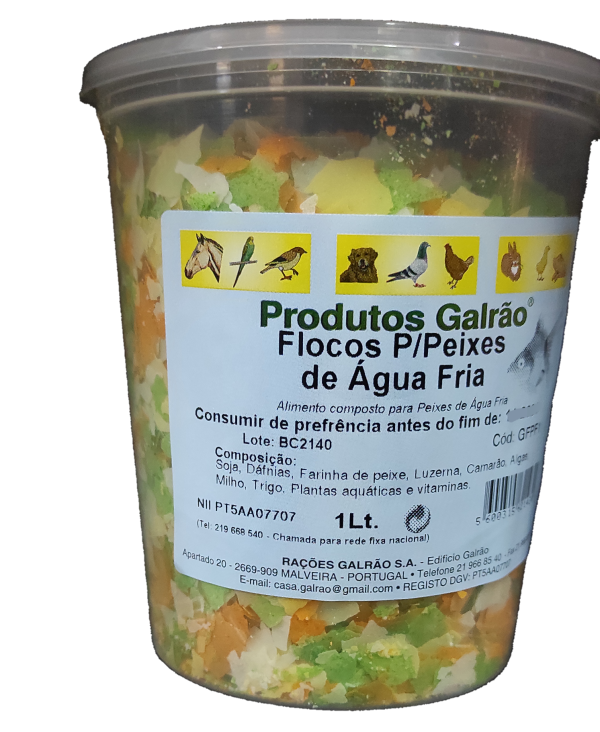 Produtos Galrão®
Flocos P/Peixes
de Água Fria
Alimento composto para Peixes de Água Fria
Consumir de prefrência antes do fim de:
Lote: BC2140
Cód.
Composição:
Soja, Dáfnias, Farinha de peixe, Luzerna, Camarão, Algas,
Milho, Trigo, Plantas aquáticas e vitaminas.
NII PT5AA07707
1Lt.
(Tel: 219 668 540 - Chamada para rede fixa nacional)
RAÇÕES GALRÃO S.A. - Edificio Galrão
Apartado 20 - 2669-909 MALVEIRA - PORTUGAL • Telefone 21 966 85 40
E-mail: casa.galrao@gmail.com • REGISTO DGV: PT5AA07707